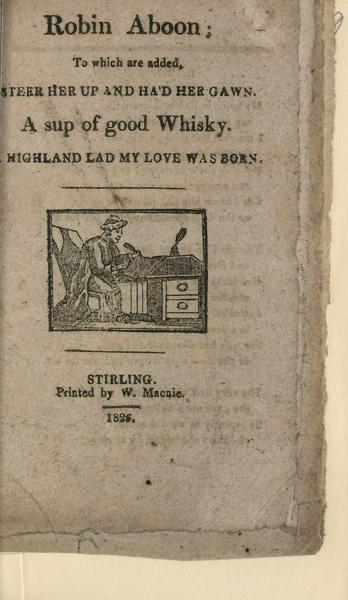 Robin Aboon;
To which are added,
STEER HER UP AND HA'D HER GAWN.
A sup of good Whisky.
HIGHLAND LAD MY LOVE WAS BORN.
STIRLING.
Printed by W. Macnie.
1825.